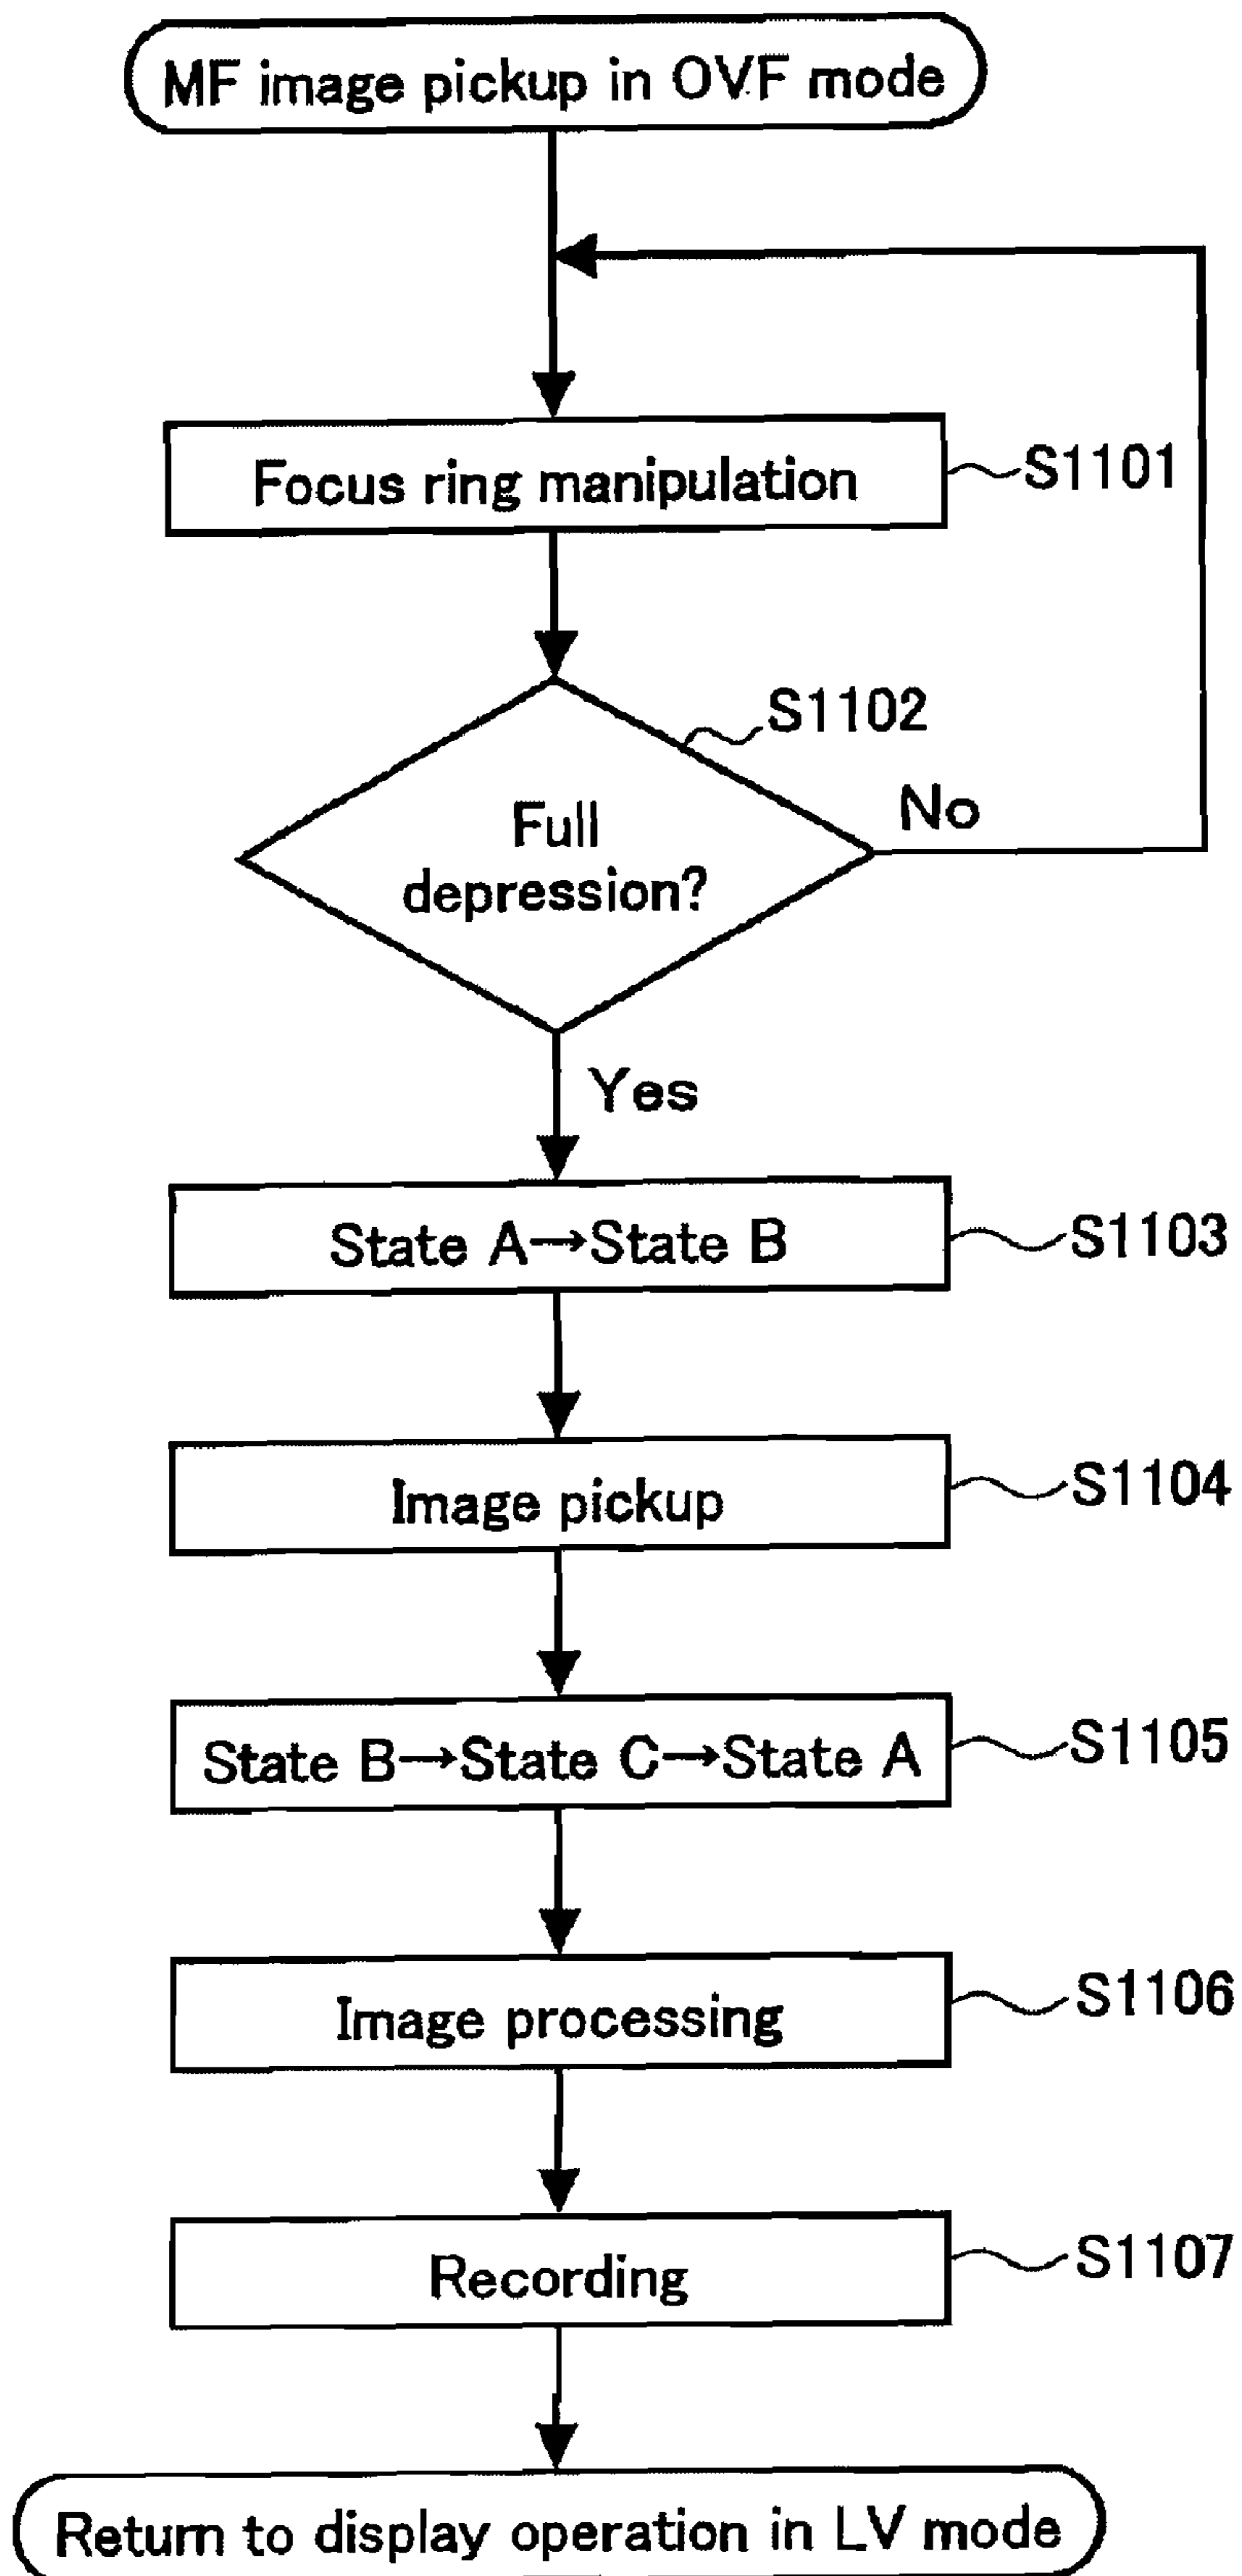 MF image pickup in OVF mode
Focus ring manipulation
S1101
S1102
Full
depression?
No
Yes
State A→State B
S1103
Image pickup
S1104
State B→State C→State A
S1105
Image processing
S1106
Recording
S1107
Return to display operation in LV mode